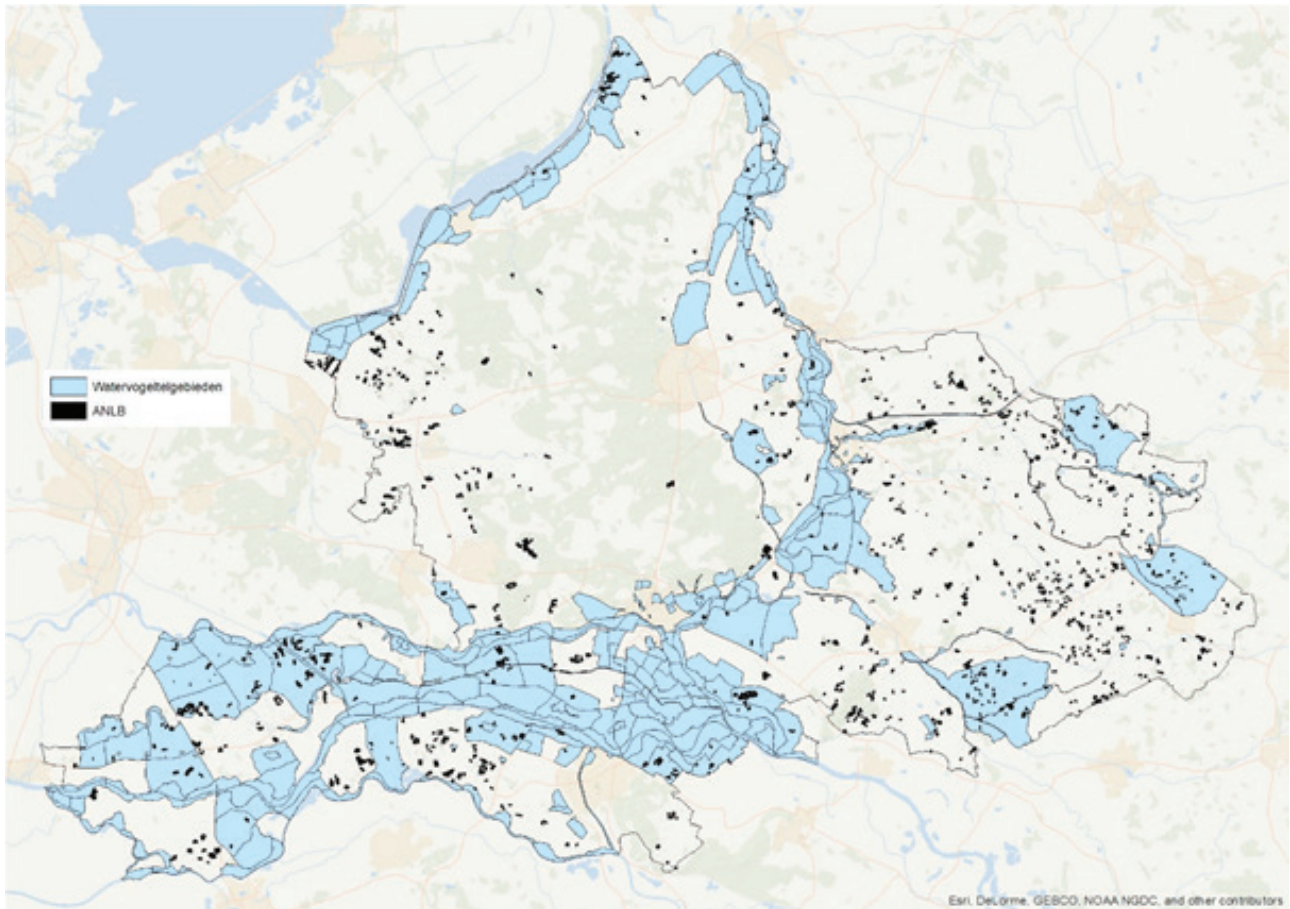 Watervogeltelgebieden
ANLB
Esri, DeLorme, GEBCO, NOAA NGDC, and other contributors